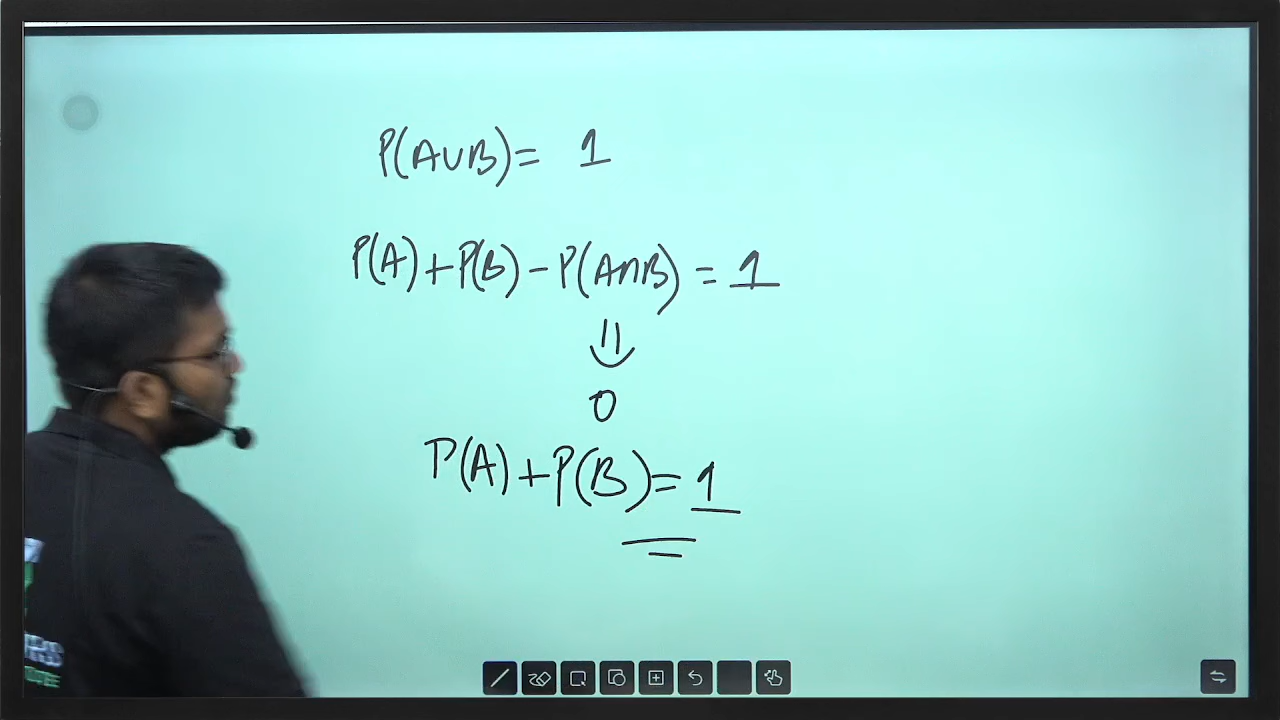 P(A∪B) = 1
P(A)+P(B) - P(A∩B) = 1
0
P(A)+P(B) = 1